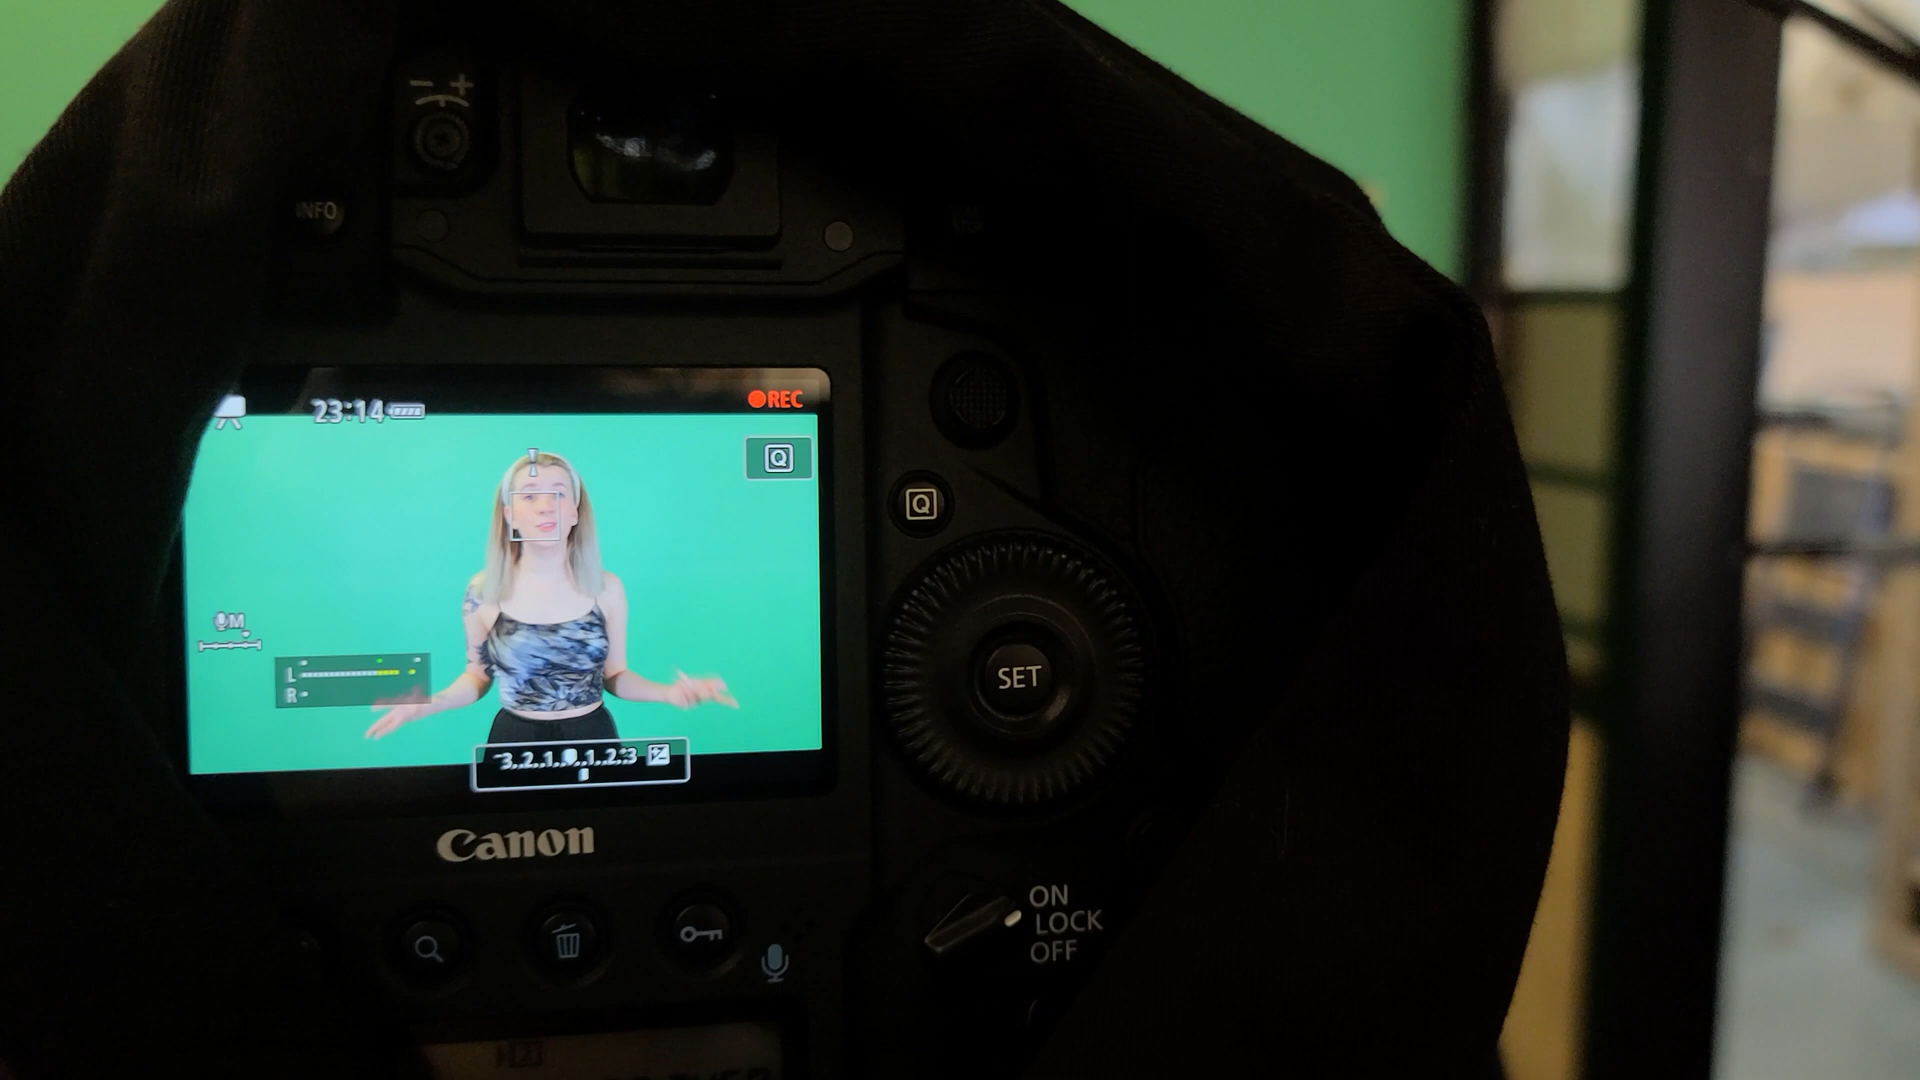 INFO
23:14
REC
Q
Q
M
L
R
-3..2..1..0..1..2..3
SET
Canon
ON
LOCK
OFF